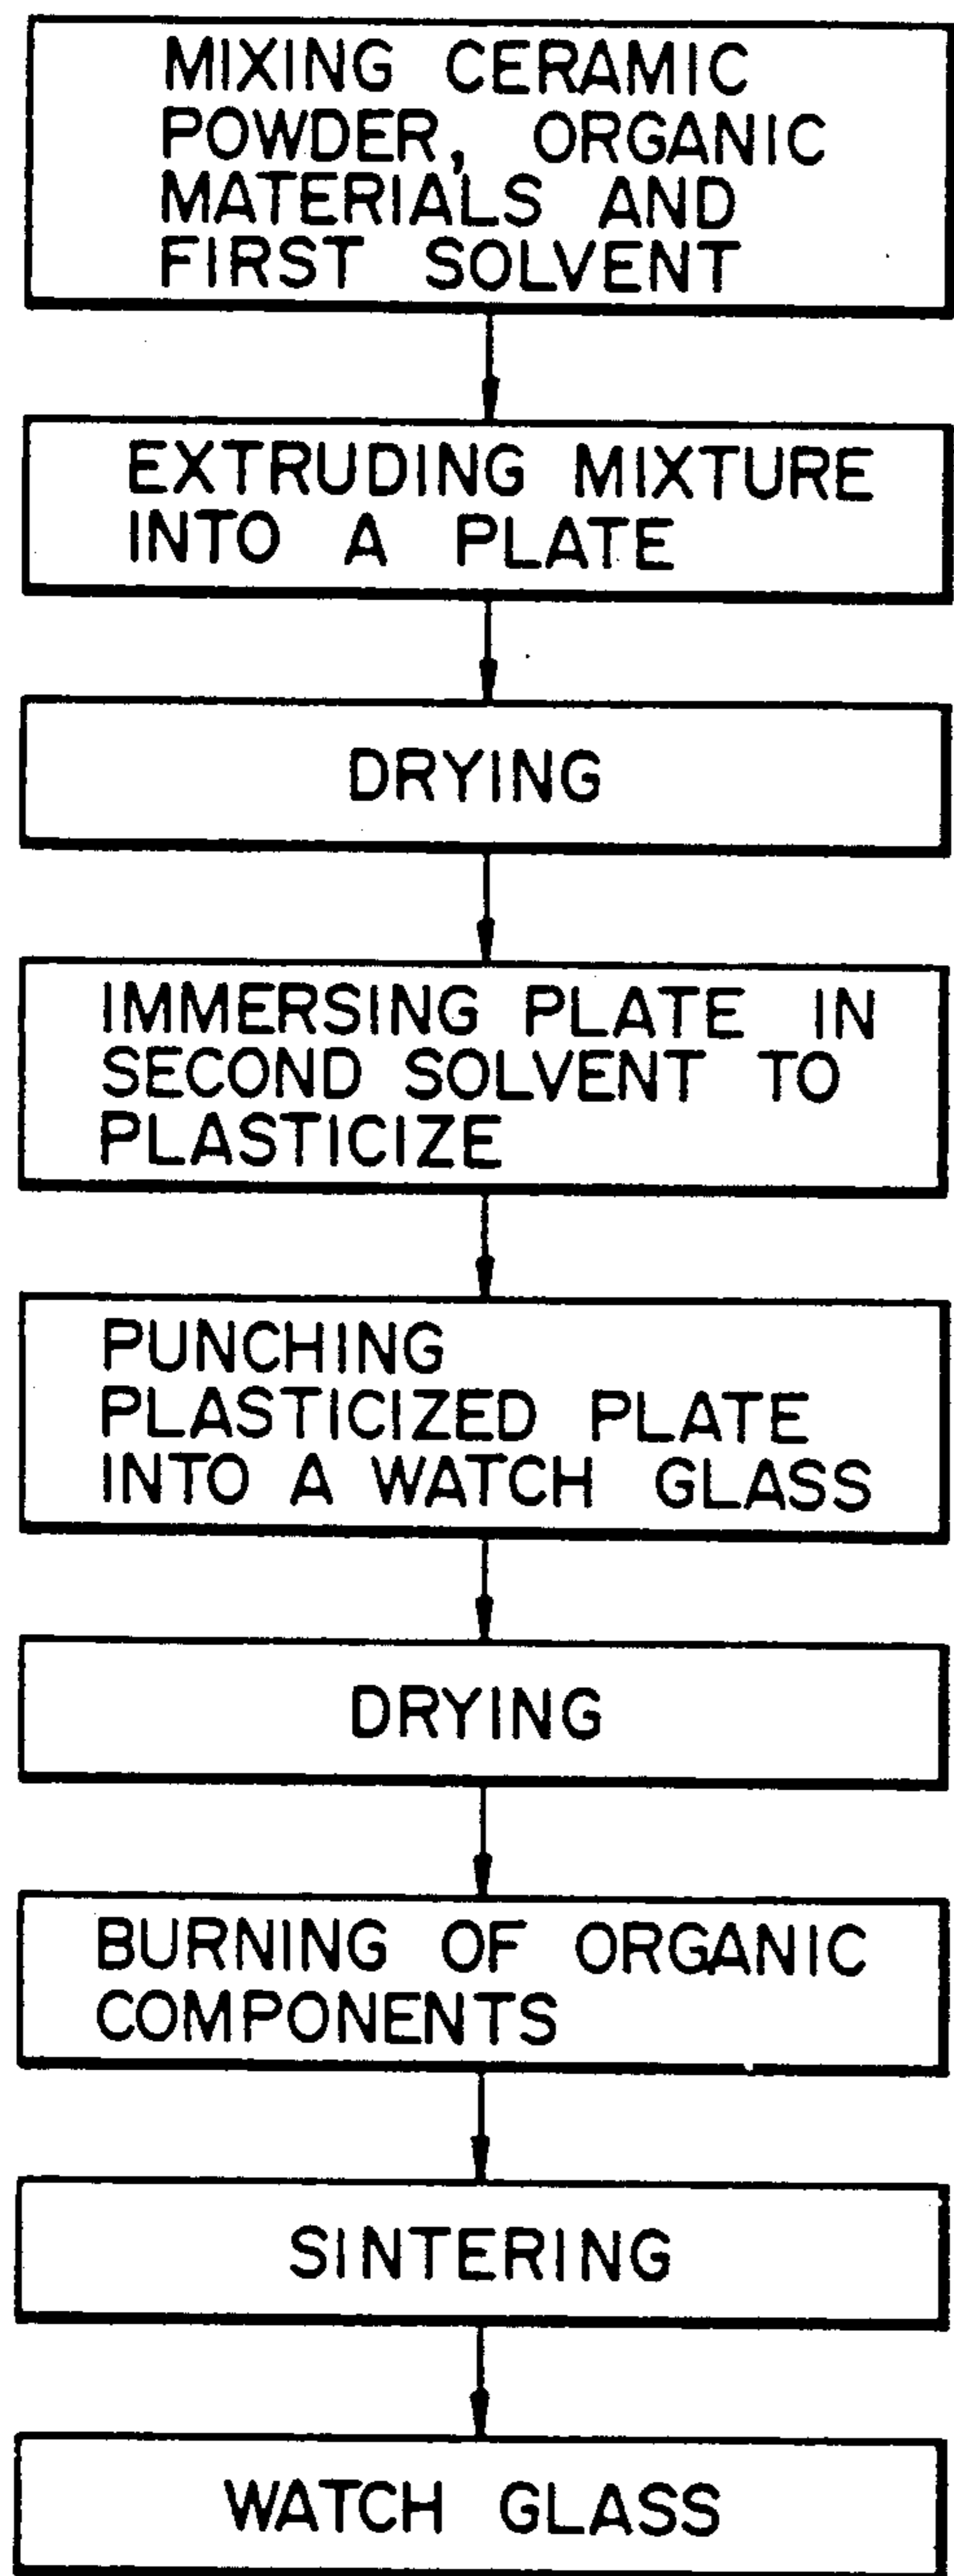 MIXING CERAMIC
POWDER, ORGANIC
MATERIALS AND
FIRST SOLVENT
EXTRUDING MIXTURE
INTO A PLATE
DRYING
IMMERSING PLATE IN
SECOND SOLVENT TO
PLASTICIZE
PUNCHING
PLASTICIZED PLATE
INTO A WATCH GLASS
DRYING
BURNING OF ORGANIC
COMPONENTS
SINTERING
WATCH GLASS